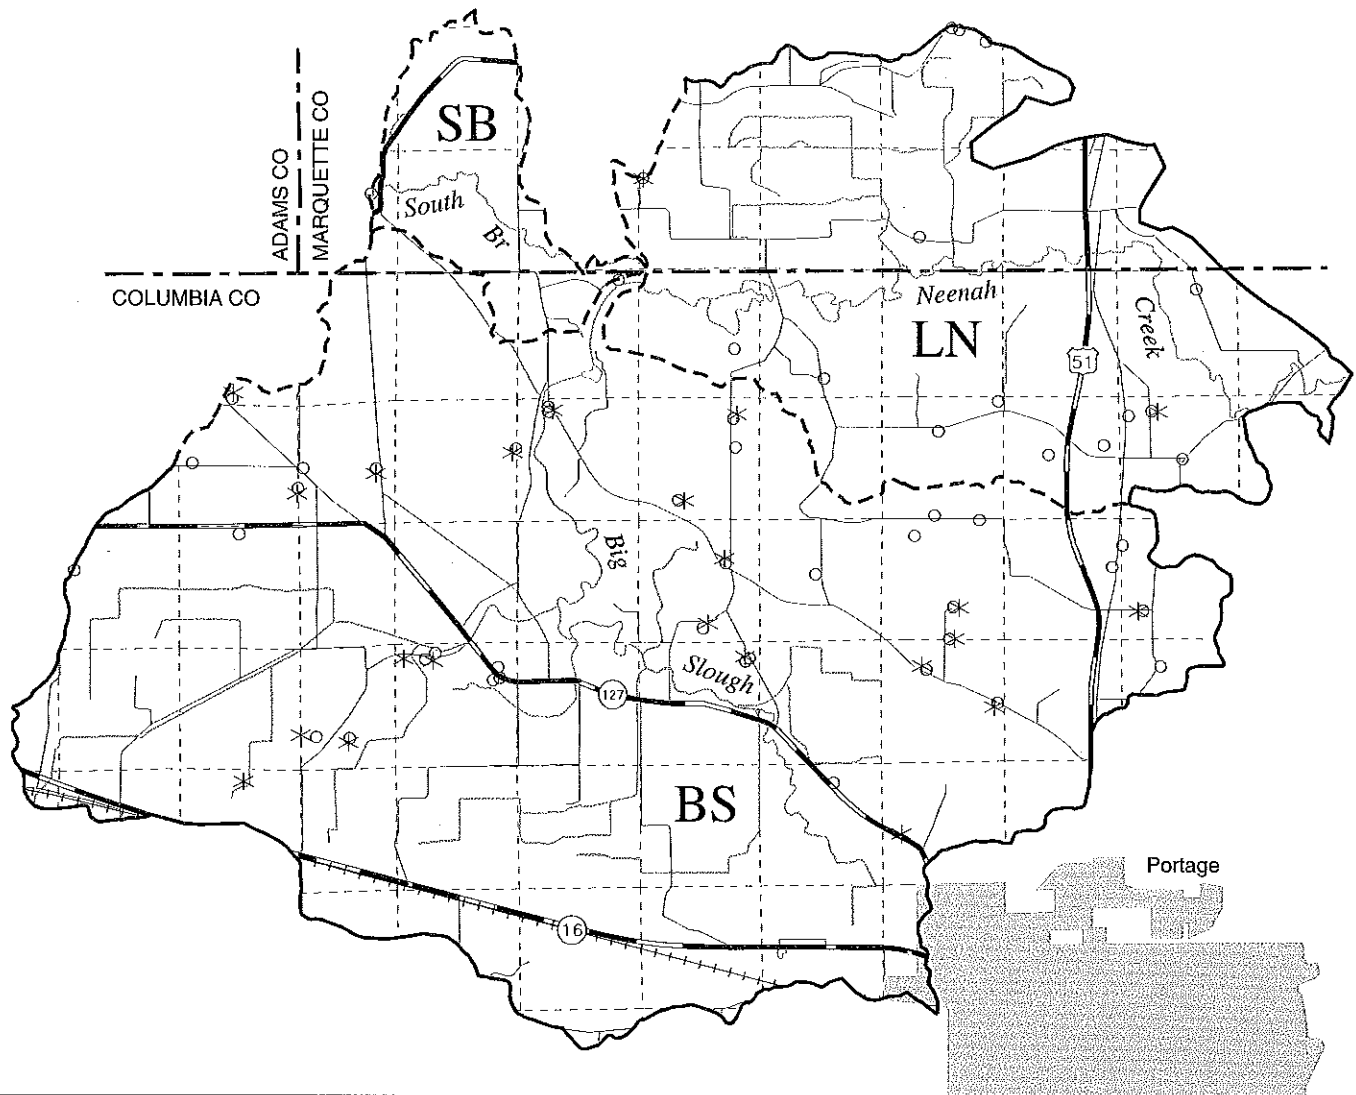 SB
ADAMS CO
MARQUETTE CO
South
Br
COLUMBIA CO
Neenah
Creek
LN
51
Big
Slough
127
BS
Portage
16